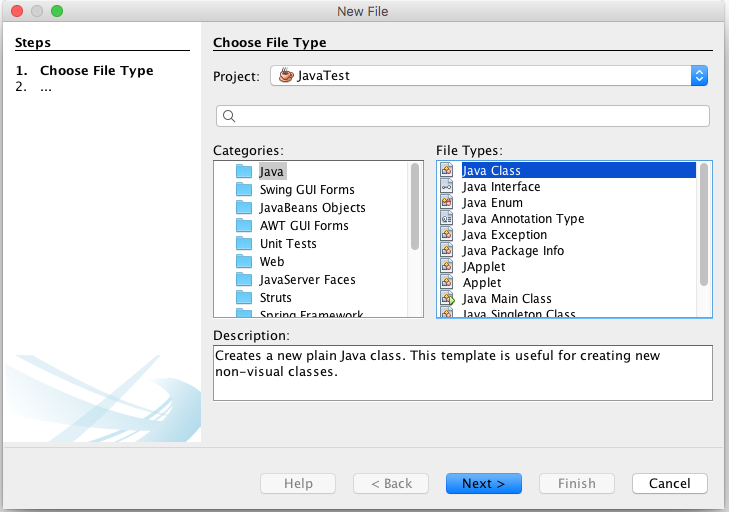 New File
Steps
1. Choose File Type
2. ...
Choose File Type
Project: JavaTest
Categories:
Java
Swing GUI Forms
JavaBeans Objects
AWT GUI Forms
Unit Tests
Web
JavaServer Faces
Struts
Spring Framework
File Types:
Java Class
Java Interface
Java Enum
Java Annotation Type
Java Exception
Java Package Info
JApplet
Applet
Java Main Class
Java Singleton Class
Description:
Creates a new plain Java class. This template is useful for creating new
non-visual classes.
Help
< Back
Next >
Finish
Cancel